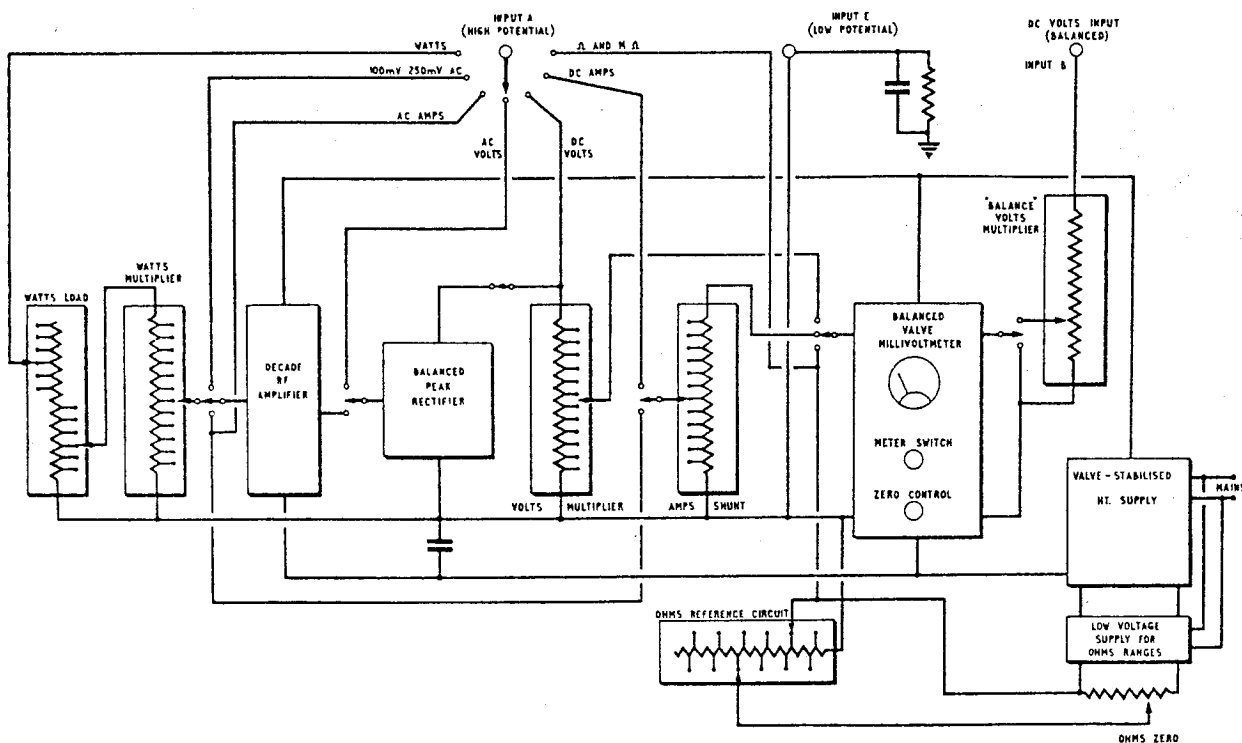 INPUT A
(HIGH POTENTIAL)
INPUT E
(LOW POTENTIAL)
DC VOLTS INPUT
(BALANCED)
INPUT B
WATTS
Ω AND M Ω
100mV 250mV AC
DC AMPS
AC AMPS
AC
VOLTS
DC
VOLTS
"BALANCE"
VOLTS
MULTIPLIER
WATTS
MULTIPLIER
WATTS LOAD
DECADE
RF
AMPLIFIER
BALANCED
PEAK
RECTIFIER
BALANCED
VALVE
MILLIVOLTMETER
METER SWITCH
ZERO CONTROL
VOLTS MULTIPLIER
AMPS SHUNT
VALVE-STABILISED
HT. SUPPLY
MAINS
OHMS REFERENCE CIRCUIT
LOW VOLTAGE
SUPPLY FOR
OHMS RANGES
OHMS ZERO